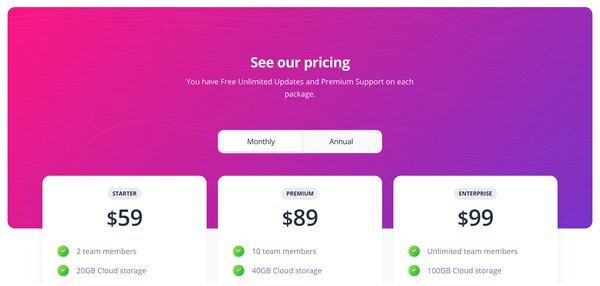 See our pricing
You have Free Unlimited Updates and Premium Support on each
package.
Monthly Annual
STARTER
$59
2 team members
20GB Cloud storage
PREMIUM
$89
10 team members
40GB Cloud storage
ENTERPRISE
$99
Unlimited team members
100GB Cloud storage